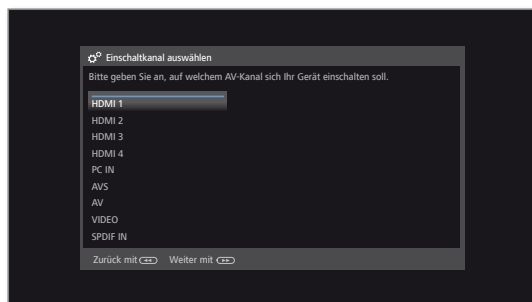 Einschaltkanal auswählen
Bitte geben Sie an, auf welchem AV-Kanal sich Ihr Gerät einschalten soll.
HDMI 1
HDMI 2
HDMI 3
HDMI 4
PC IN
AVS
AV
VIDEO
SPDIF IN
Zurück mit Weiter mit